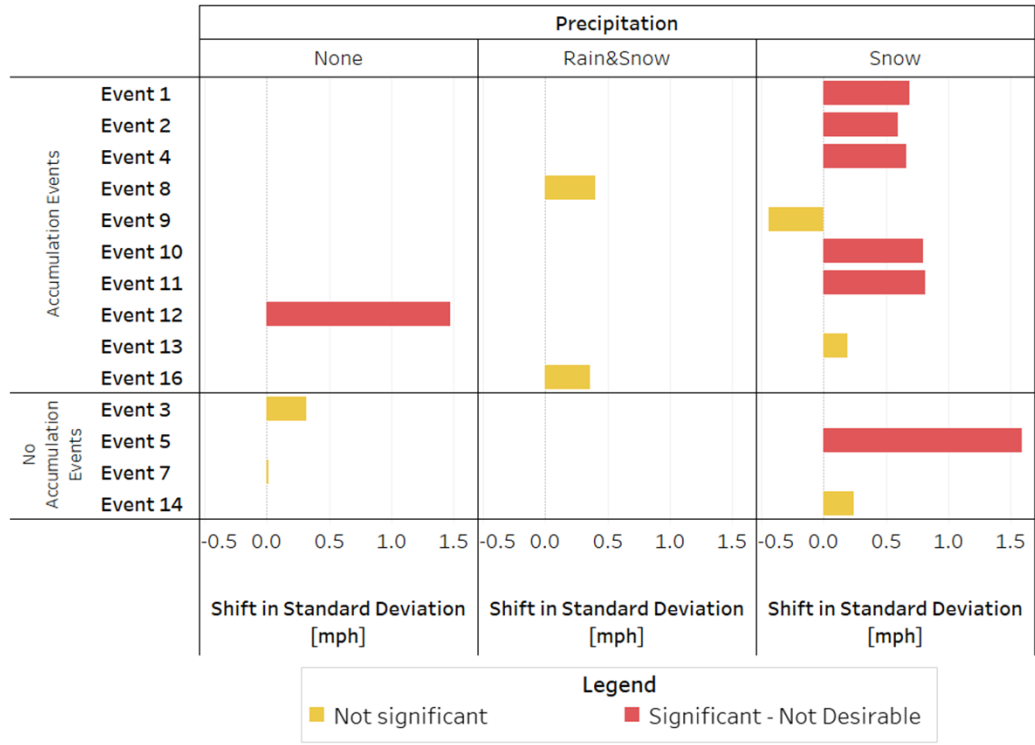 Precipitation
None Rain&Snow Snow
Accumulation Events
Event 1
Event 2
Event 4
Event 8
Event 9
Event 10
Event 11
Event 12
Event 13
Event 16
No
Accumulation
Events
Event 3
Event 5
Event 7
Event 14
-0.5 0.0 0.5 1.0 1.5 -0.5 0.0 0.5 1.0 1.5 -0.5 0.0 0.5 1.0 1.5
Shift in Standard Deviation Shift in Standard Deviation Shift in Standard Deviation
[mph] [mph] [mph]
Legend
Not significant Significant - Not Desirable